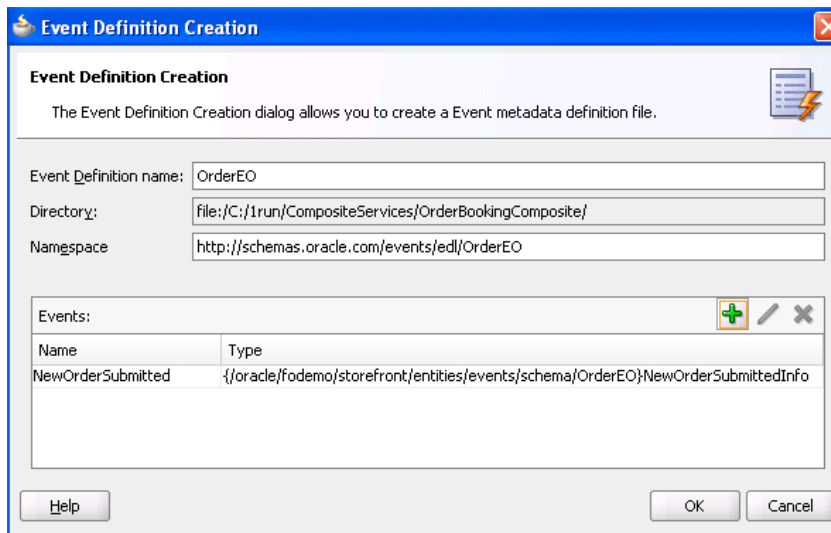 Event Definition Creation
Event Definition Creation
The Event Definition Creation dialog allows you to create a Event metadata definition file.
Event Definition name: OrderEO
Directory: file:/C:/1run/CompositeServices/OrderBookingComposite/
Namespace http://schemas.oracle.com/events/edl/OrderEO
Events:
Name Type
NewOrderSubmitted {/oracle/fodemo/storefront/entities/events/schema/OrderEO}NewOrderSubmittedInfo
Help OK Cancel